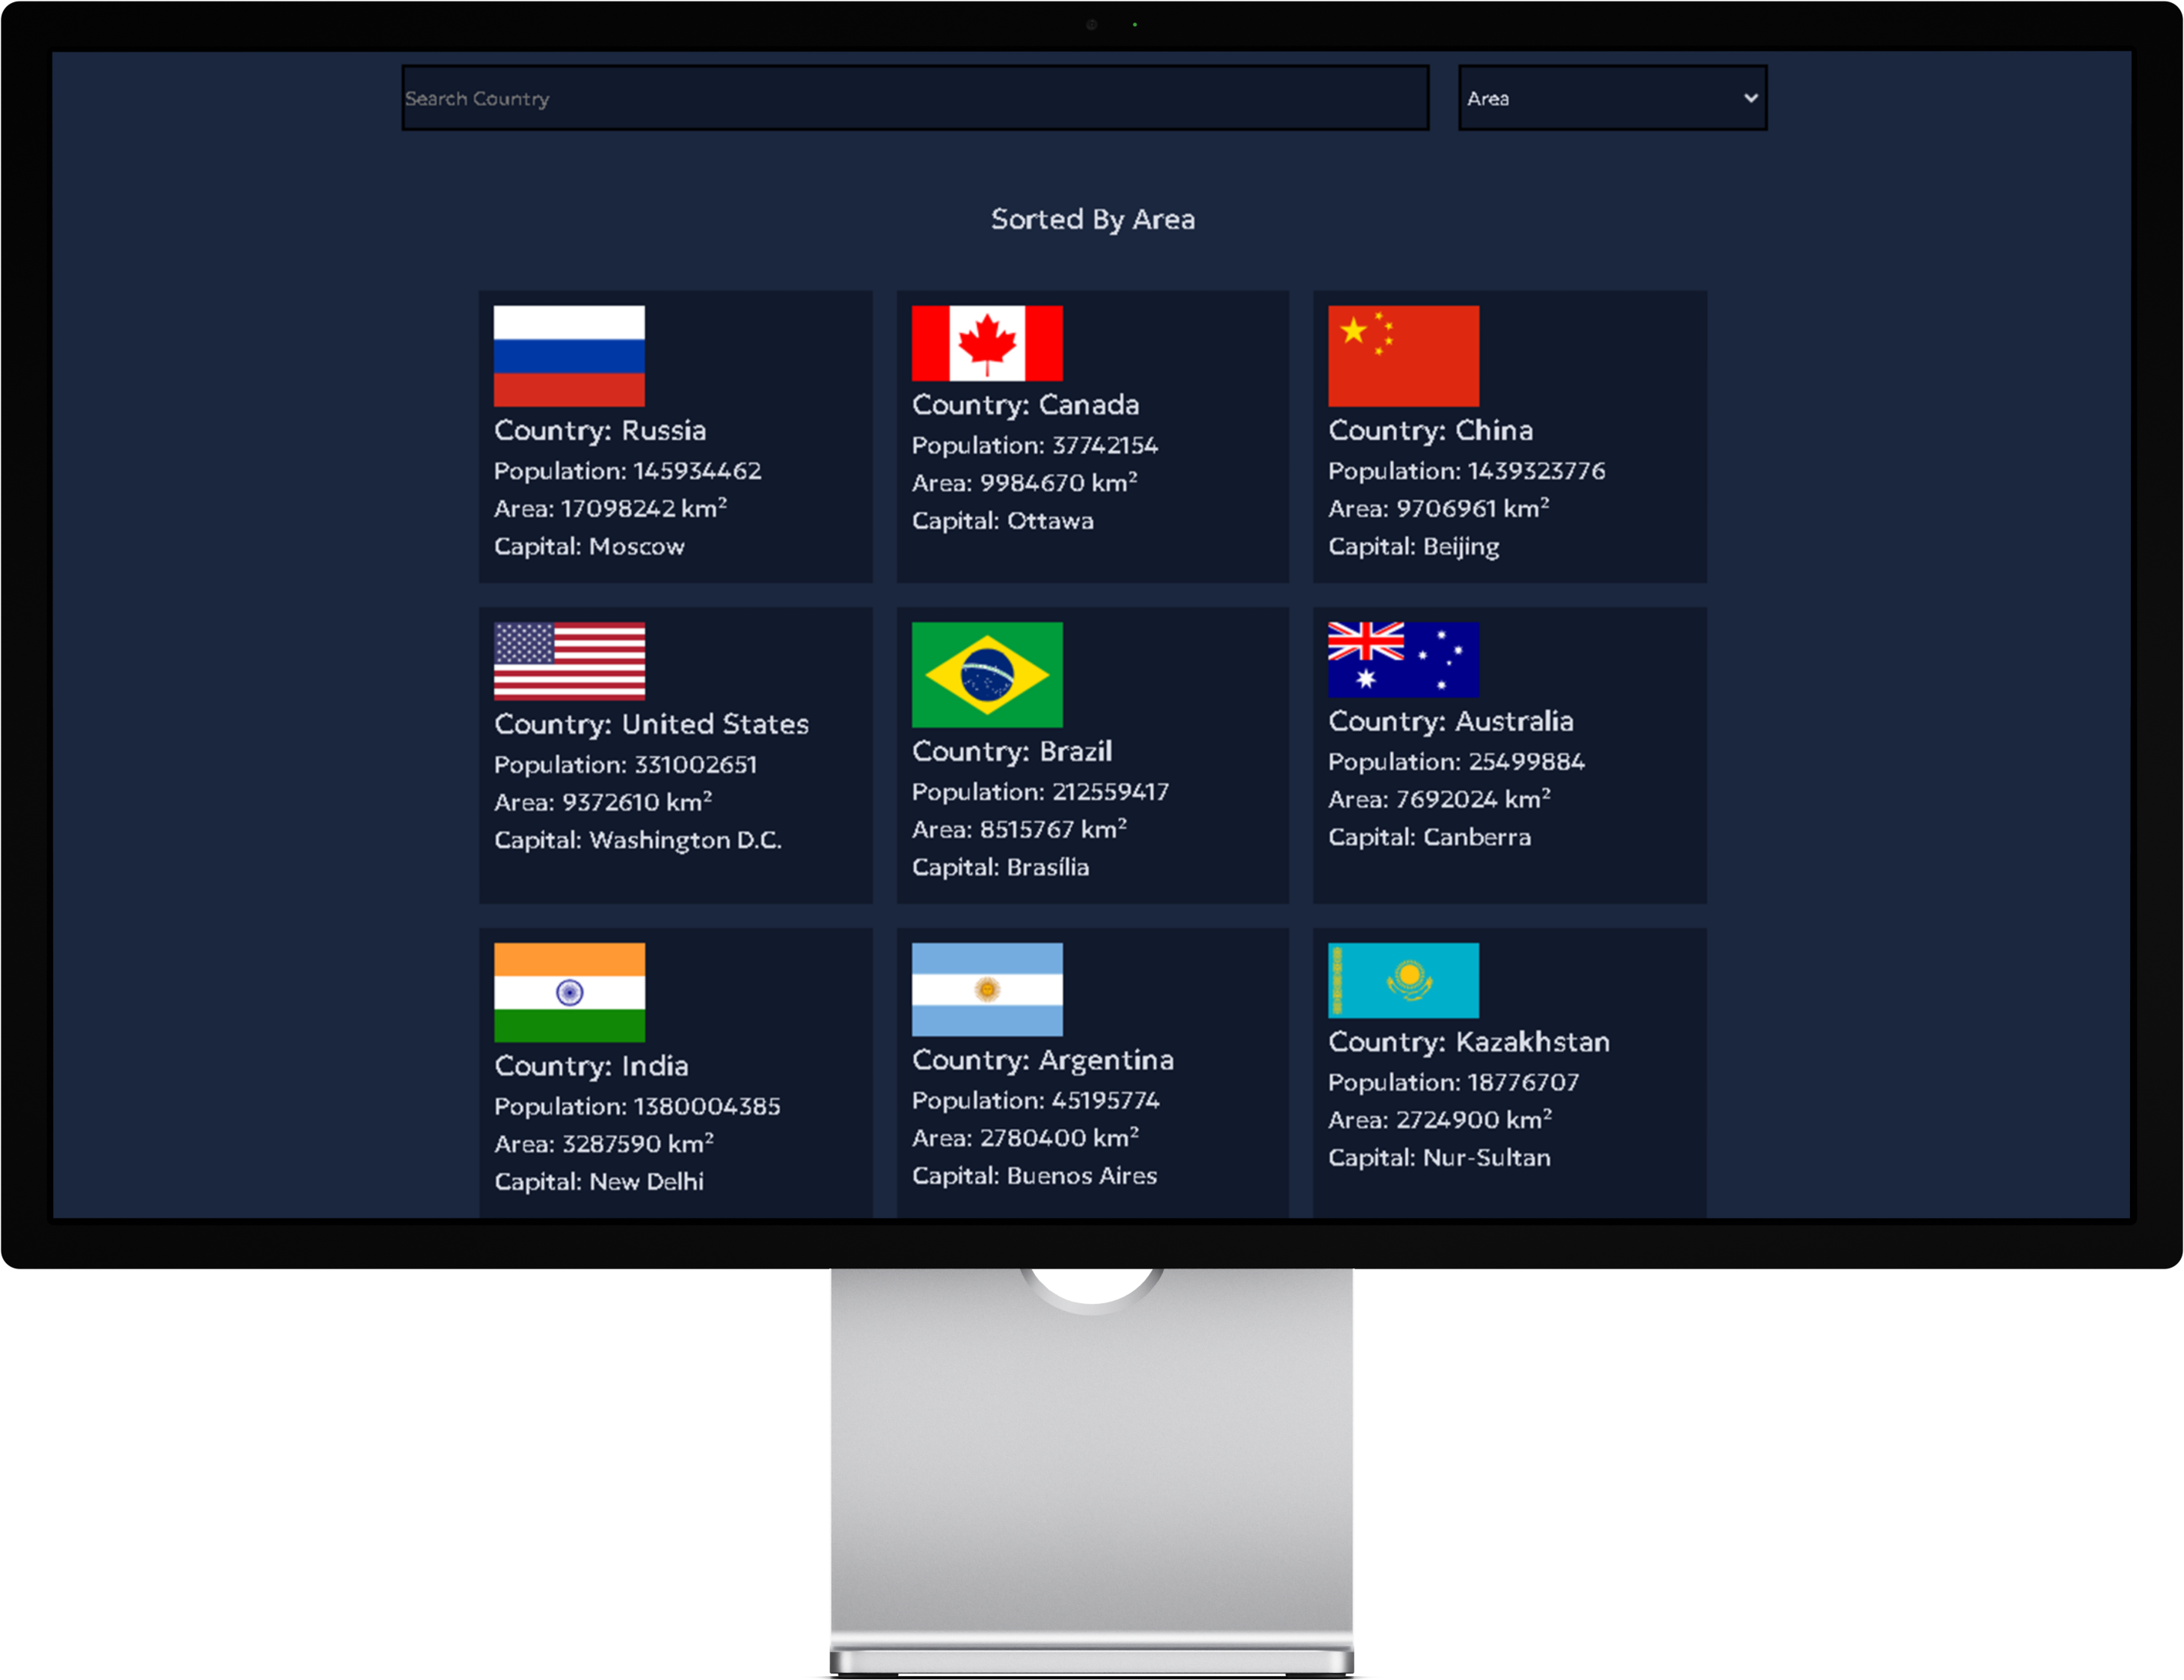 Search Country
Area
Sorted By Area
Country: Russia
Population: 145934462
Area: 17098242 km²
Capital: Moscow
Country: Canada
Population: 37742154
Area: 9984670 km²
Capital: Ottawa
Country: China
Population: 1439323776
Area: 9706961 km²
Capital: Beijing
Country: United States
Population: 331002651
Area: 9372610 km²
Capital: Washington D.C.
Country: Brazil
Population: 212559417
Area: 8515767 km²
Capital: Brasília
Country: Australia
Population: 25499884
Area: 7692024 km²
Capital: Canberra
Country: India
Population: 1380004385
Area: 3287590 km²
Capital: New Delhi
Country: Argentina
Population: 45195774
Area: 2780400 km²
Capital: Buenos Aires
Country: Kazakhstan
Population: 18776707
Area: 2724900 km²
Capital: Nur-Sultan